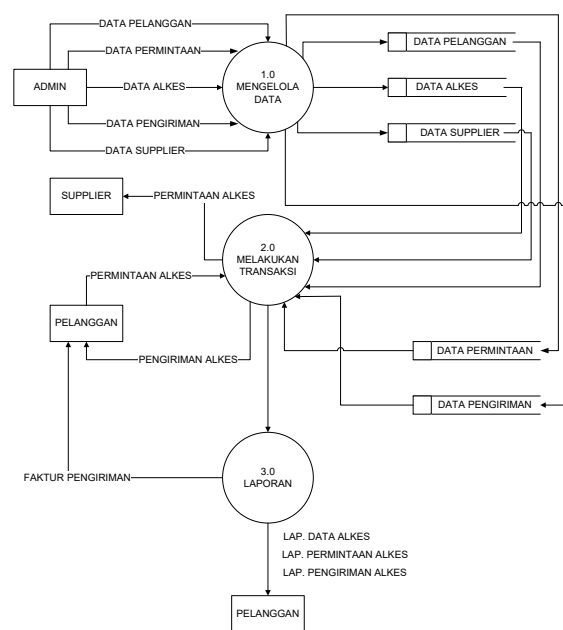 DATA PELANGGAN
DATA PERMINTAAN
ADMIN
DATA ALKES
DATA PENGIRIMAN
DATA SUPPLIER
1.0
MENGELOLA
DATA
DATA PELANGGAN
DATA ALKES
DATA SUPPLIER
SUPPLIER
PERMINTAAN ALKES
2.0
MELAKUKAN
TRANSAKSI
PERMINTAAN ALKES
PELANGGAN
PENGIRIMAN ALKES
DATA PERMINTAAN
DATA PENGIRIMAN
3.0
LAPORAN
FAKTUR PENGIRIMAN
LAP. DATA ALKES
LAP. PERMINTAAN ALKES
LAP. PENGIRIMAN ALKES
PELANGGAN